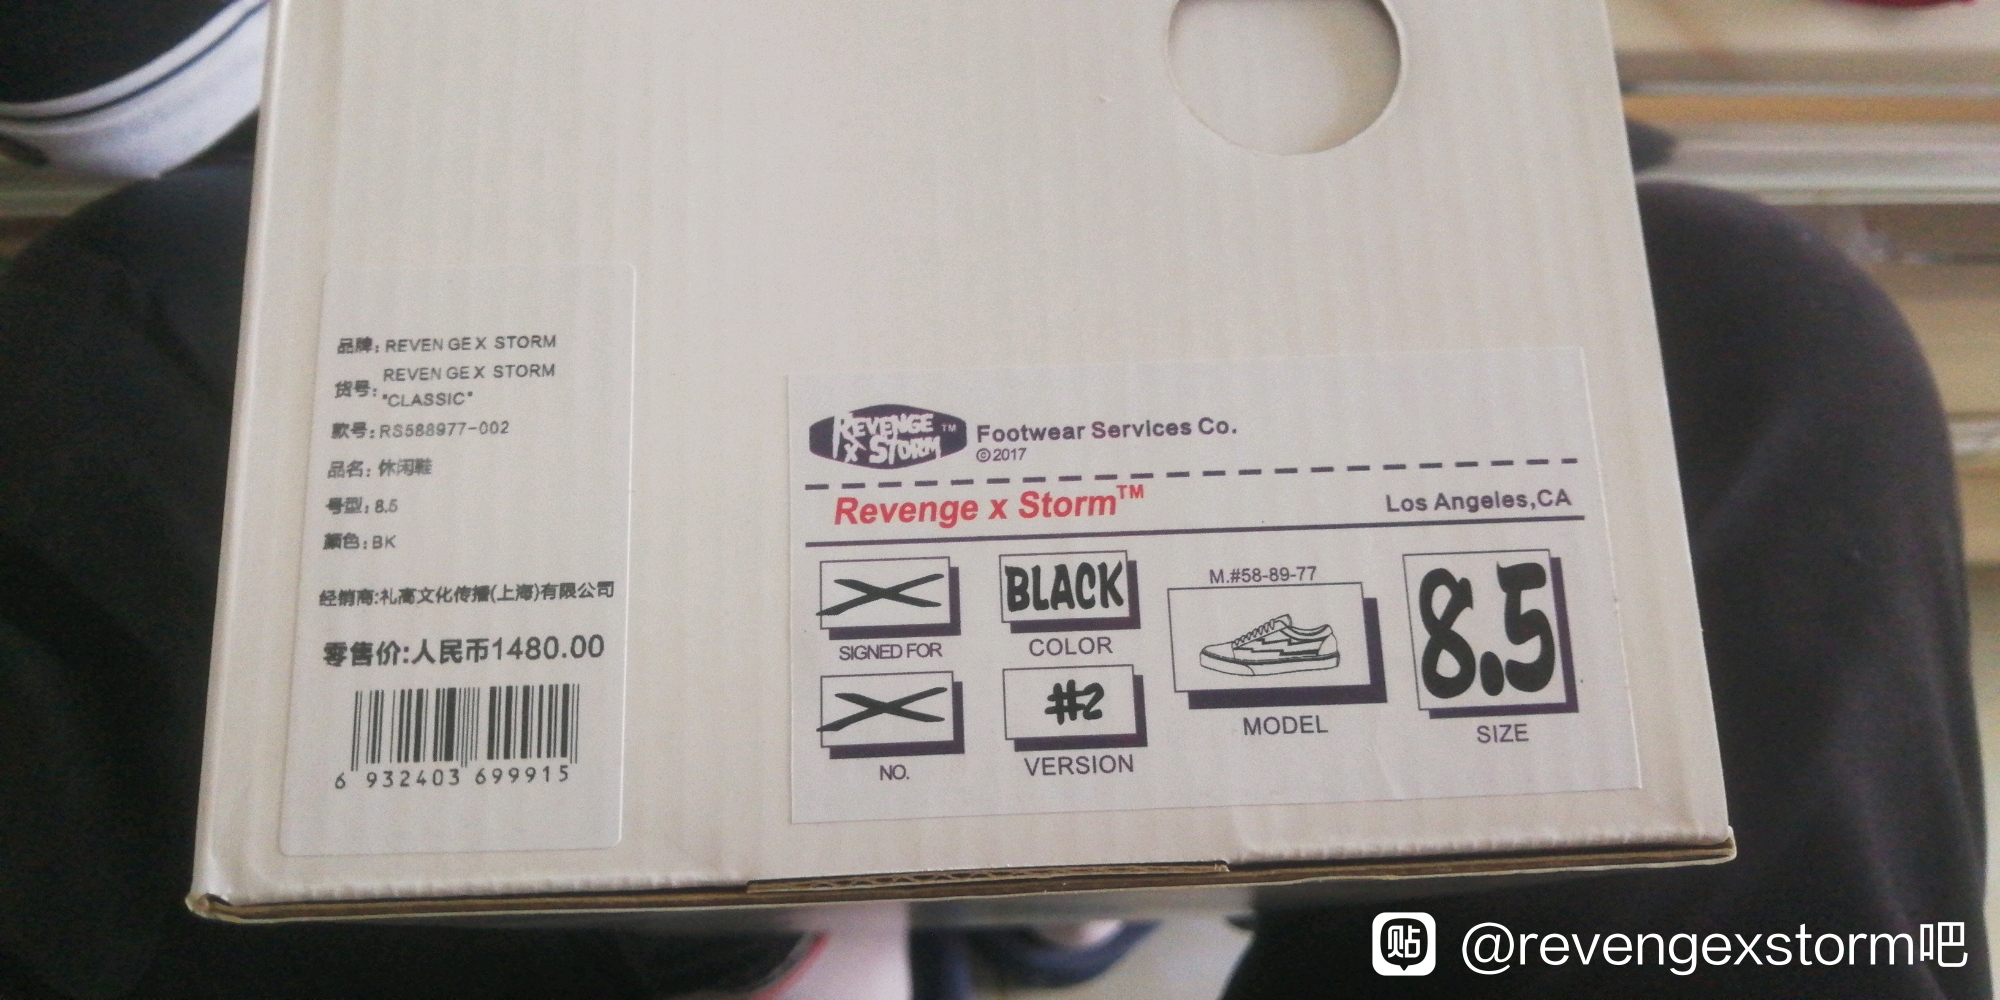 品牌: REVEN GE X STORM
货号: REVEN GE X STORM
"CLASSIC"
款号: RS588977-002
品名: 休闲鞋
号型: 8.5
颜色: BK
经销商:礼高文化传播(上海)有限公司
零售价:人民币1480.00
6 932403 699915
REVENGE X STORM TM
Footwear Services Co.
©2017
Revenge x Storm™
Los Angeles,CA
X
SIGNED FOR
BLACK
COLOR
M.#58-89-77
MODEL
8.5
SIZE
X
NO.
#2
VERSION
贴 @revengexstorm吧